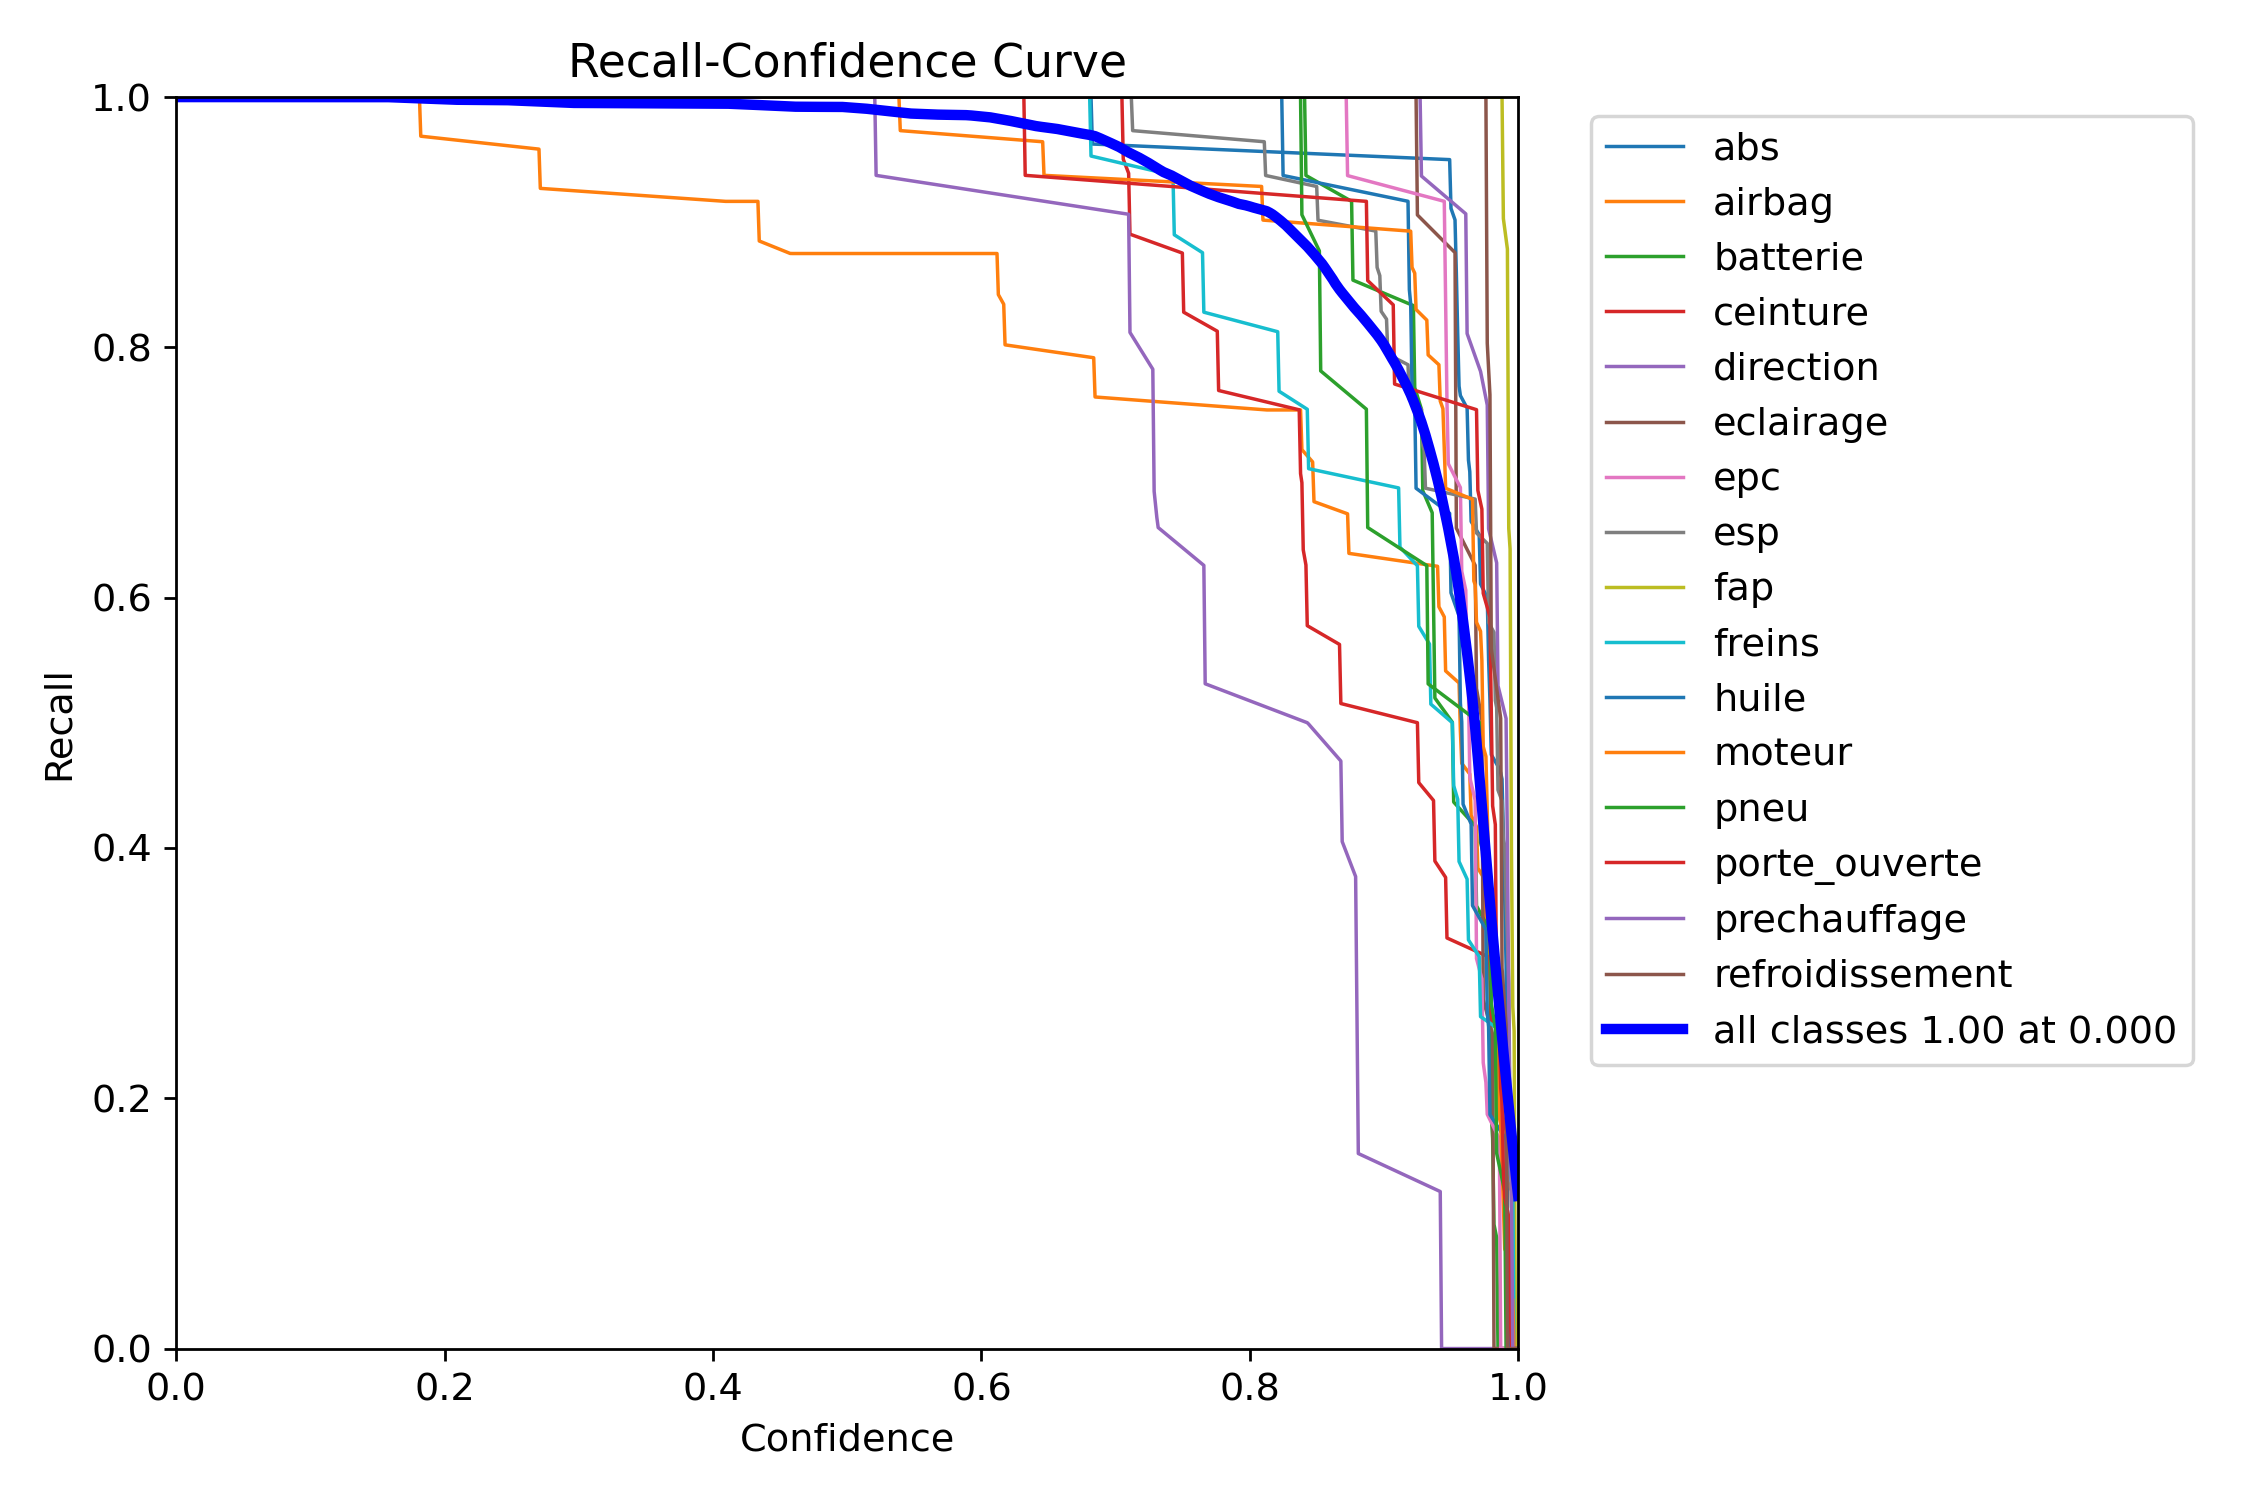 Recall-Confidence Curve
1.0
0.8
0.6
0.4
0.2
0.0
Recall
0.0 0.2 0.4 0.6 0.8 1.0
Confidence
abs
airbag
batterie
ceinture
direction
eclairage
epc
esp
fap
freins
huile
moteur
pneu
porte_ouverte
prechauffage
refroidissement
all classes 1.00 at 0.000